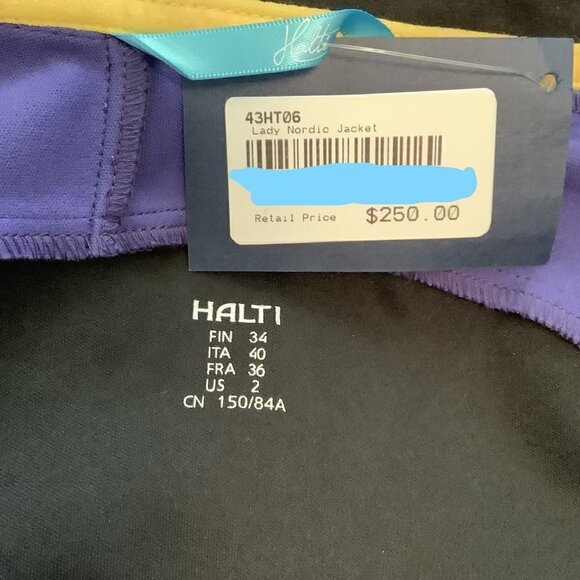 Halti
43HT06
Lady Nordic Jacket
Retail Price $250.00
HALTI
FIN 34
ITA 40
FRA 36
US 2
CN 150/84A